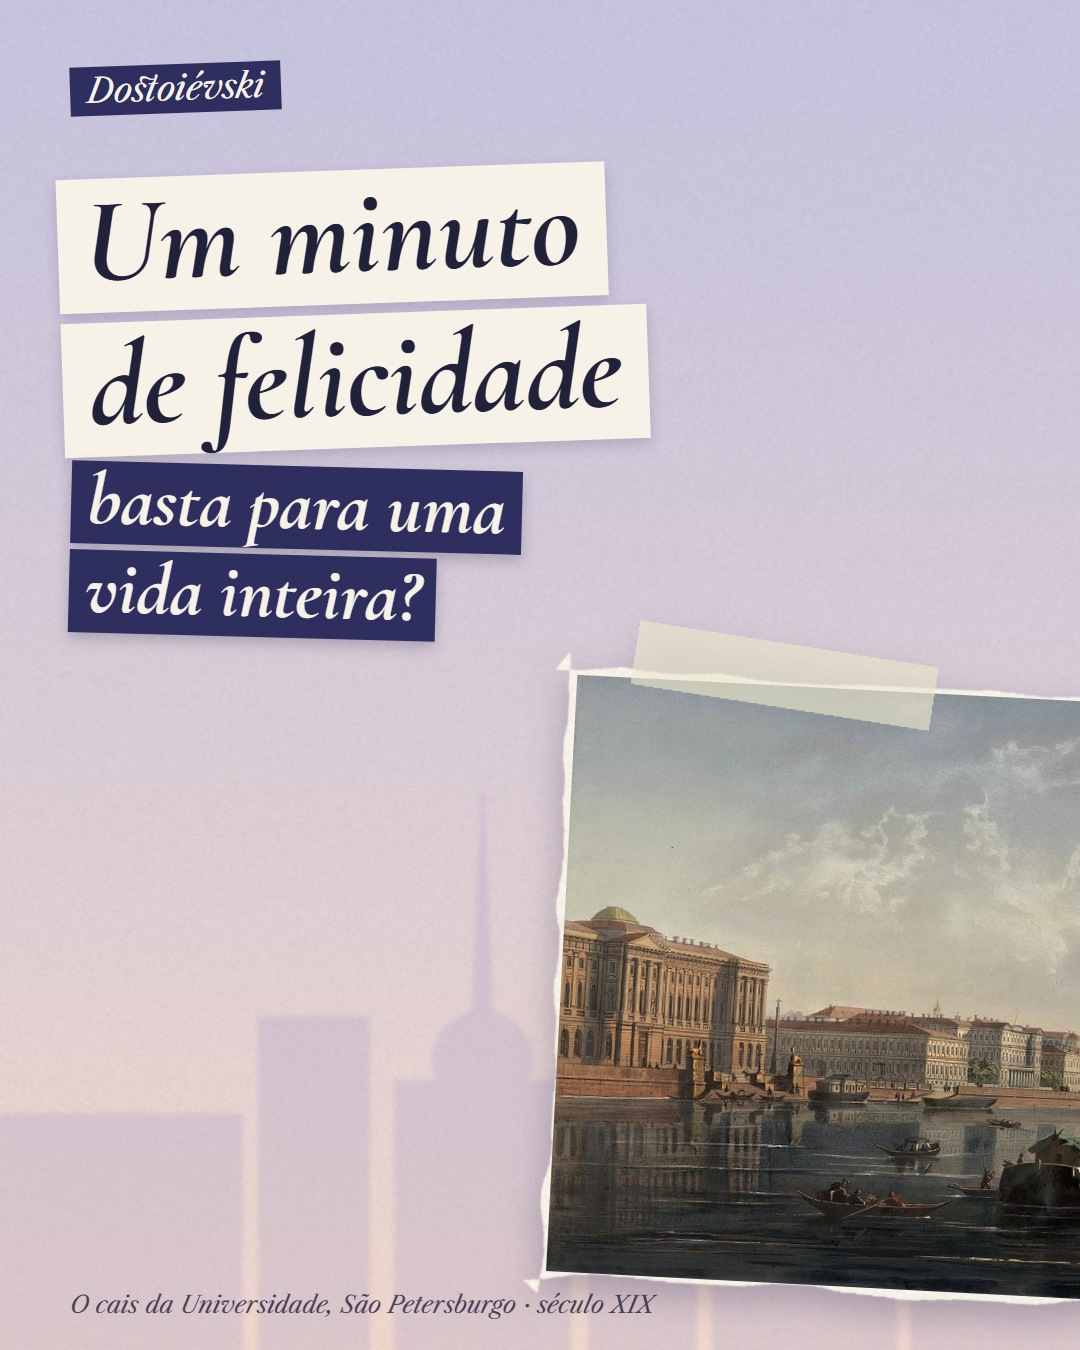 Dostoiévski
Um minuto
de felicidade
basta para uma
vida inteira?
O cais da Universidade, São Petersburgo · século XIX